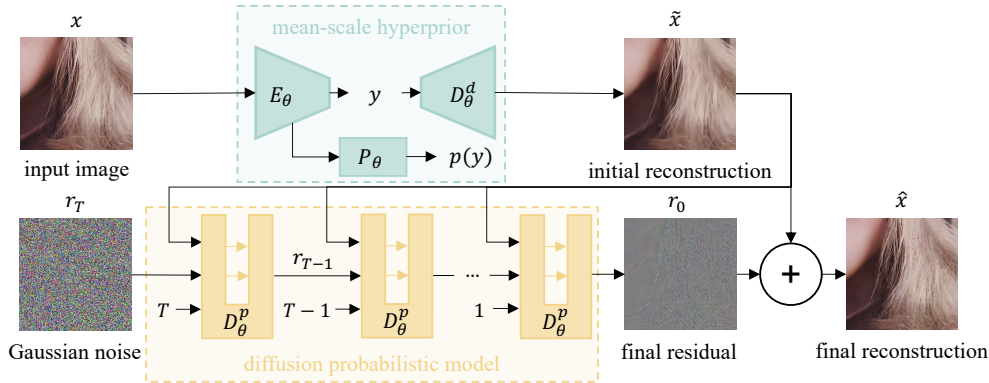 x
mean-scale hyperprior
x̃
E_θ
y
D_θ^d
P_θ
p(y)
input image
initial reconstruction
r_T
r_0
x̂
r_{T−1}
...
+
T
T − 1
1
D_θ^p
D_θ^p
D_θ^p
Gaussian noise
diffusion probabilistic model
final residual
final reconstruction